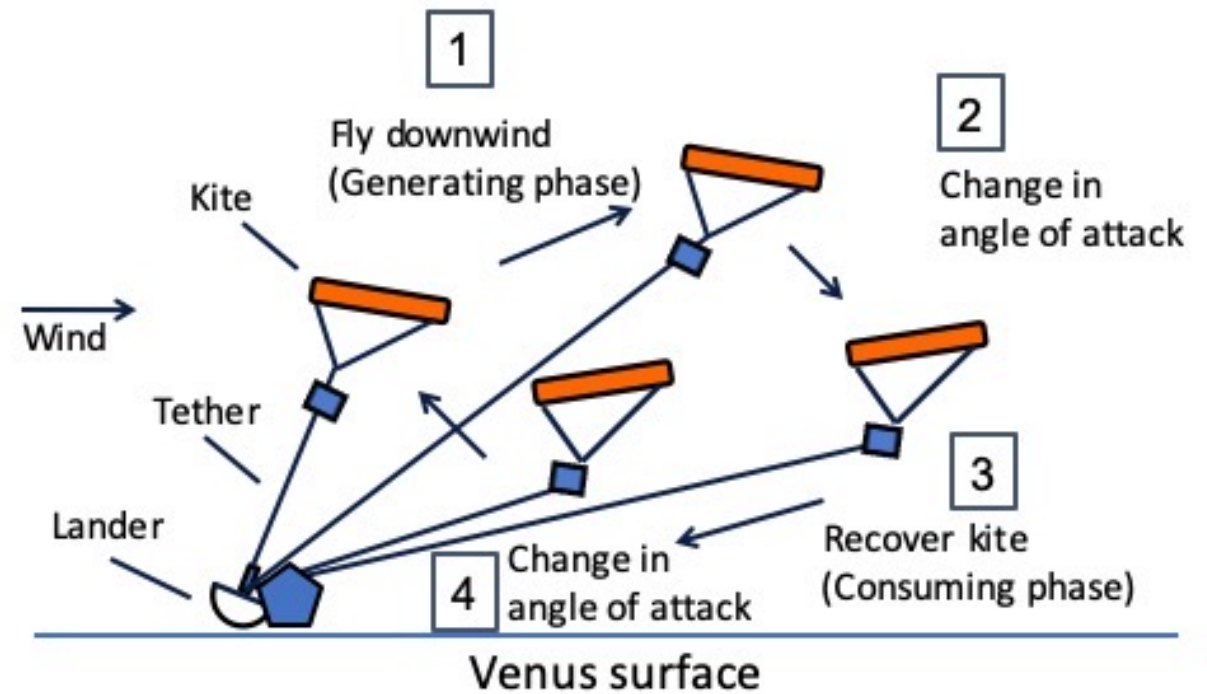 1
Fly downwind
(Generating phase)
2
Change in
angle of attack
Kite
Wind
Tether
Lander
3
Recover kite
(Consuming phase)
4
Change in
angle of attack
Venus surface